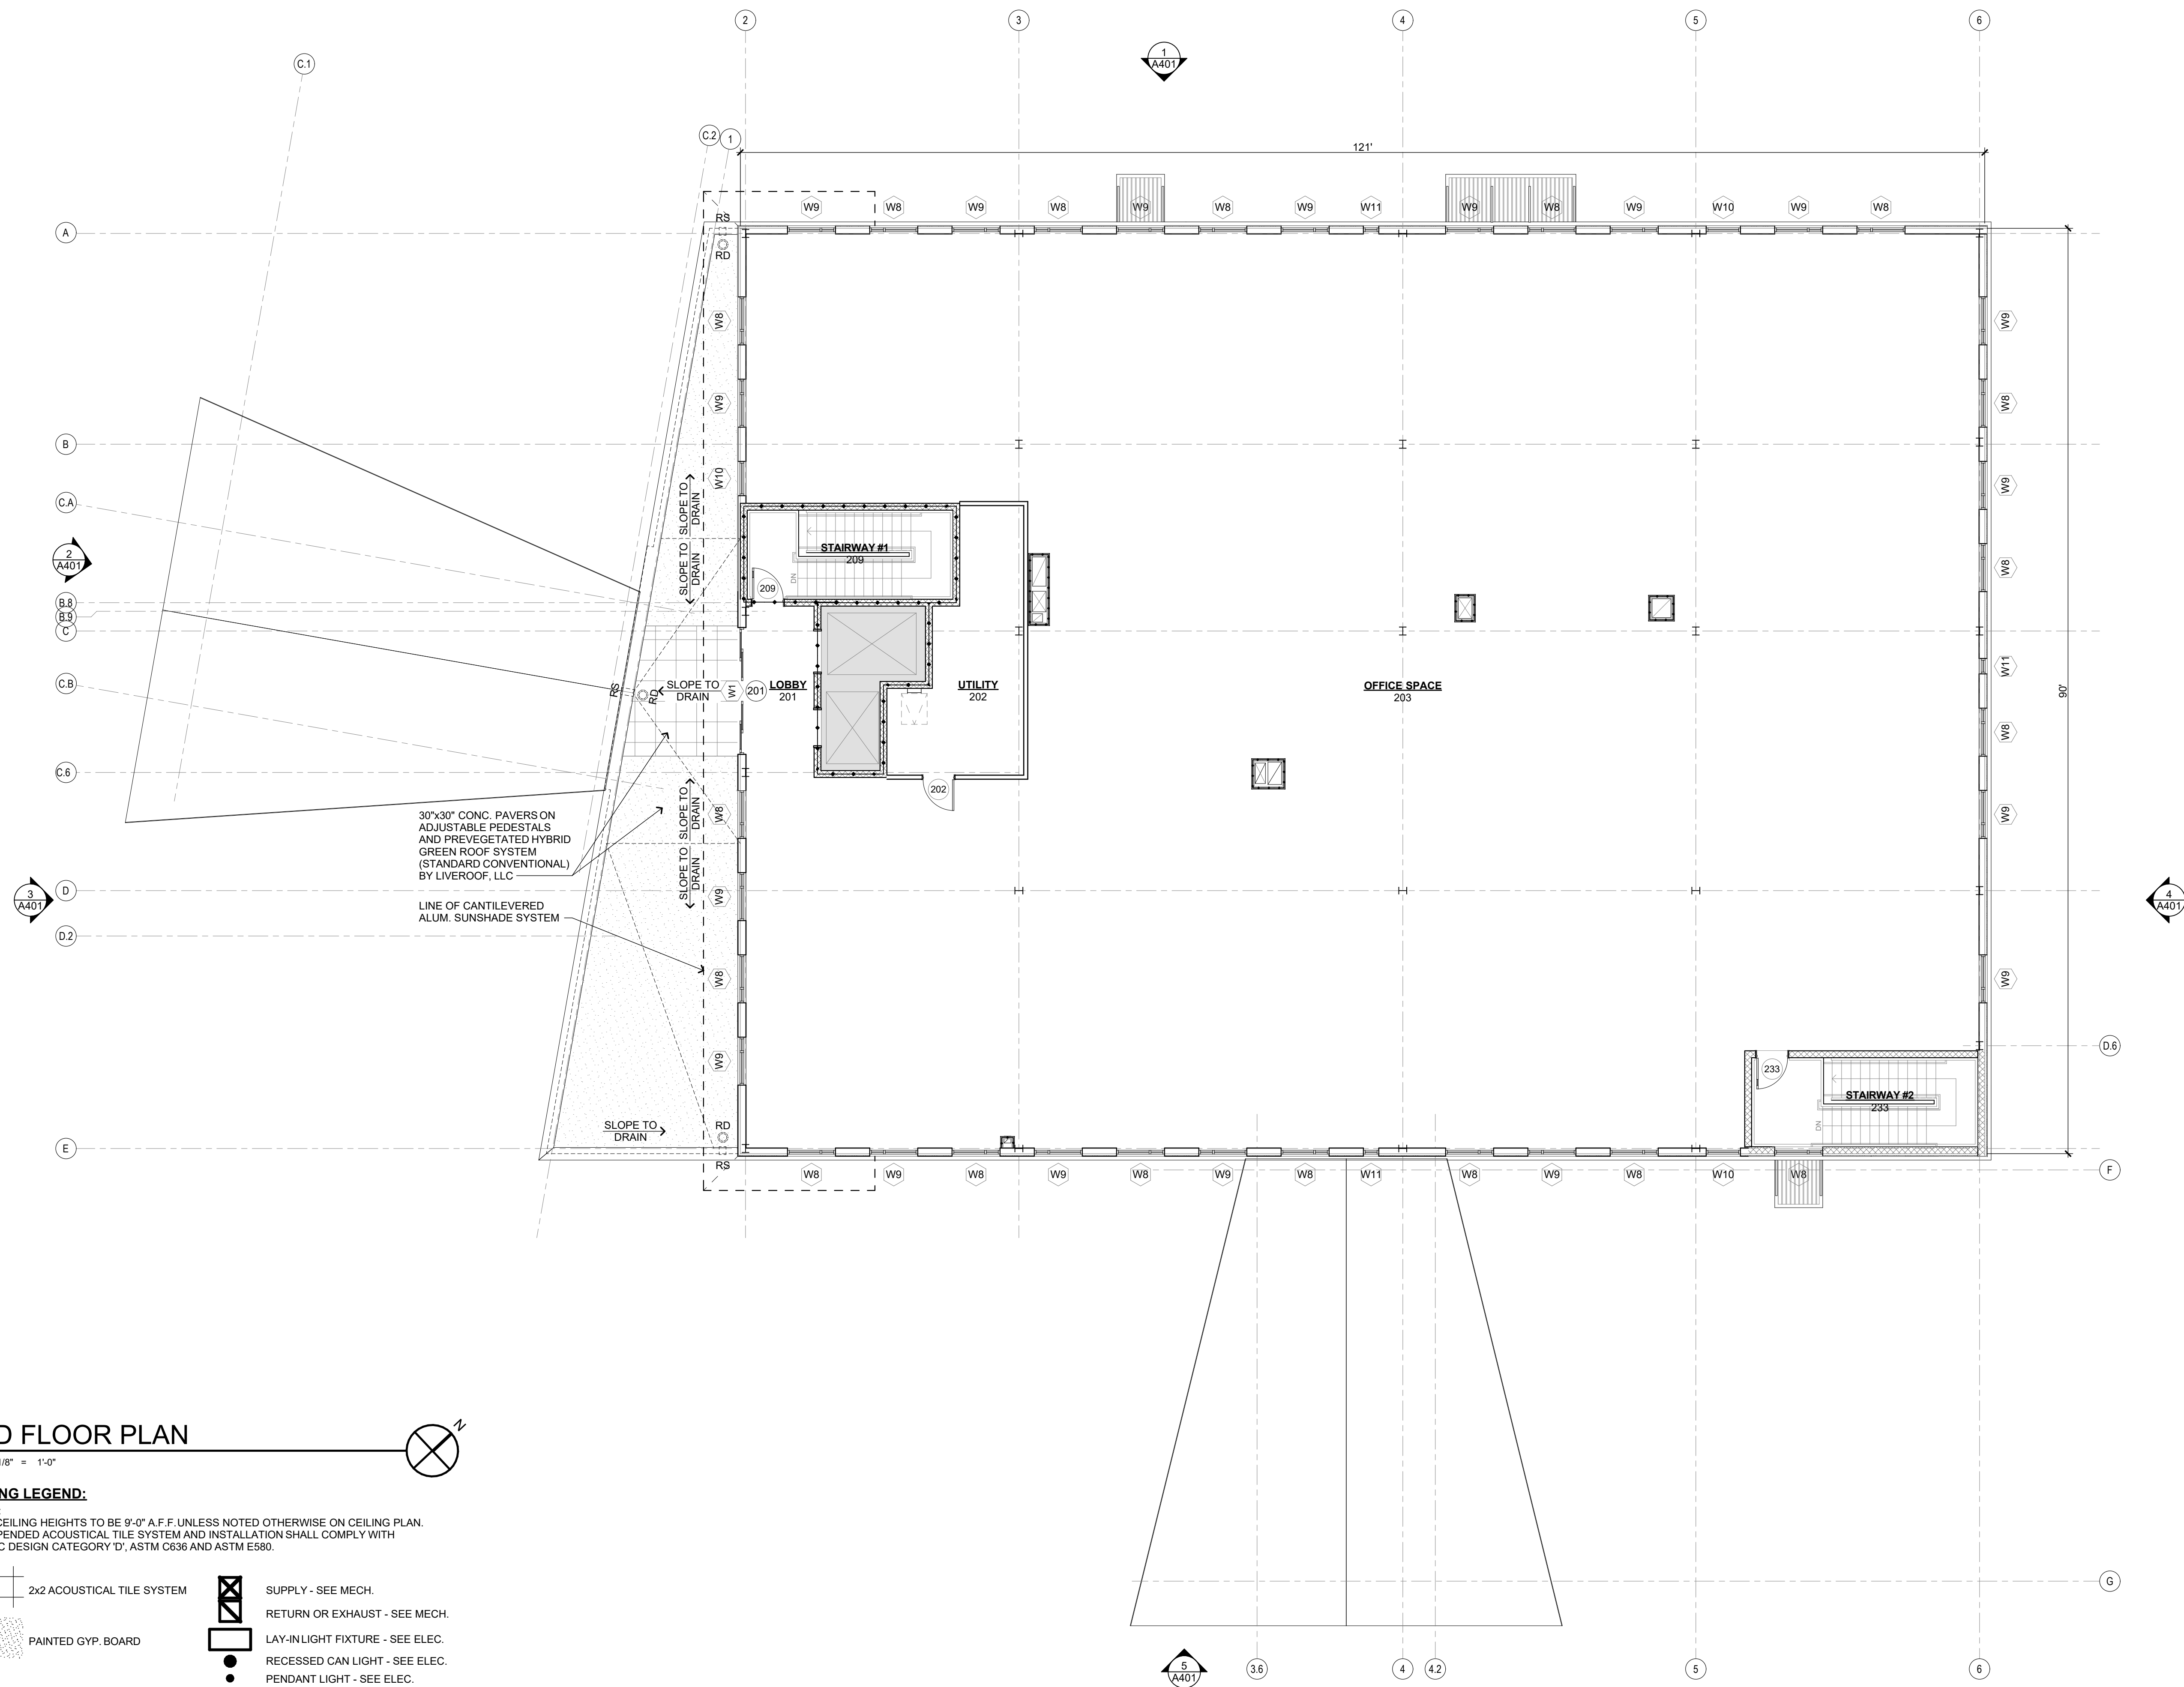 2
3
4
5
6
C.1
1
A401
C.2
1
121'
RS
W9
W8
W9
W8
W9
W8
W9
W11
W9
W8
W9
W10
W9
W8
A
RD
W8
W9
W9
W8
B
W10
W9
C.A
SLOPE TO
DRAIN
SLOPE TO
DRAIN
2
A401
STAIRWAY #1
209
DN
209
W8
B.8
B.9
C
W11
C.B
RS
RD
SLOPE TO
DRAIN
W1
201
LOBBY
201
UTILITY
202
OFFICE SPACE
203
90'
W8
C.6
202
SLOPE TO
DRAIN
W8
W9
30"x30" CONC. PAVERS ON
ADJUSTABLE PEDESTALS
AND PREVEGETATED HYBRID
GREEN ROOF SYSTEM
(STANDARD CONVENTIONAL)
BY LIVEROOF, LLC
SLOPE TO
DRAIN
3
A401
D
W9
4
A401
LINE OF CANTILEVERED
ALUM. SUNSHADE SYSTEM
D.2
W8
W9
D.6
W9
233
STAIRWAY #2
233
DN
SLOPE TO
DRAIN
RD
E
RS
W8
W9
W8
W9
W8
W9
W8
W11
W8
W9
W8
W10
W8
F
D FLOOR PLAN
N
1/8" = 1'-0"
NG LEGEND:
CEILING HEIGHTS TO BE 9'-0" A.F.F. UNLESS NOTED OTHERWISE ON CEILING PLAN.
PENDED ACOUSTICAL TILE SYSTEM AND INSTALLATION SHALL COMPLY WITH
C DESIGN CATEGORY 'D', ASTM C636 AND ASTM E580.
2x2 ACOUSTICAL TILE SYSTEM
SUPPLY - SEE MECH.
RETURN OR EXHAUST - SEE MECH.
PAINTED GYP. BOARD
LAY-IN LIGHT FIXTURE - SEE ELEC.
RECESSED CAN LIGHT - SEE ELEC.
PENDANT LIGHT - SEE ELEC.
G
5
A401
3.6
4
4.2
5
6